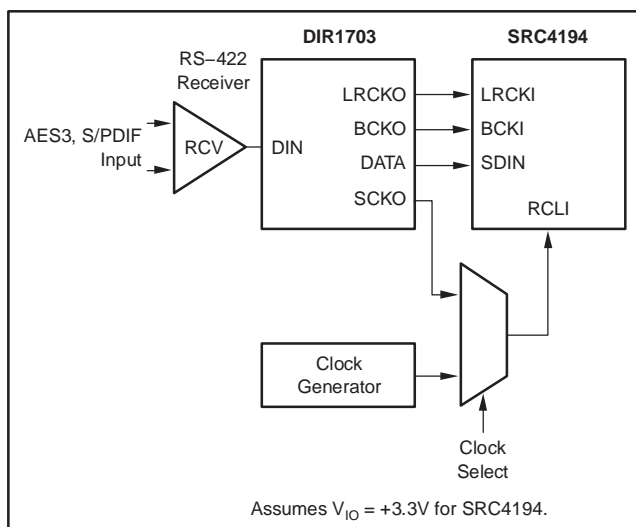 DIR1703
SRC4194
RS−422
Receiver
AES3, S/PDIF
Input
RCV
DIN
LRCKO
BCKO
DATA
SCKO
LRCKI
BCKI
SDIN
RCLI
Clock
Generator
Clock
Select
Assumes VIO = +3.3V for SRC4194.